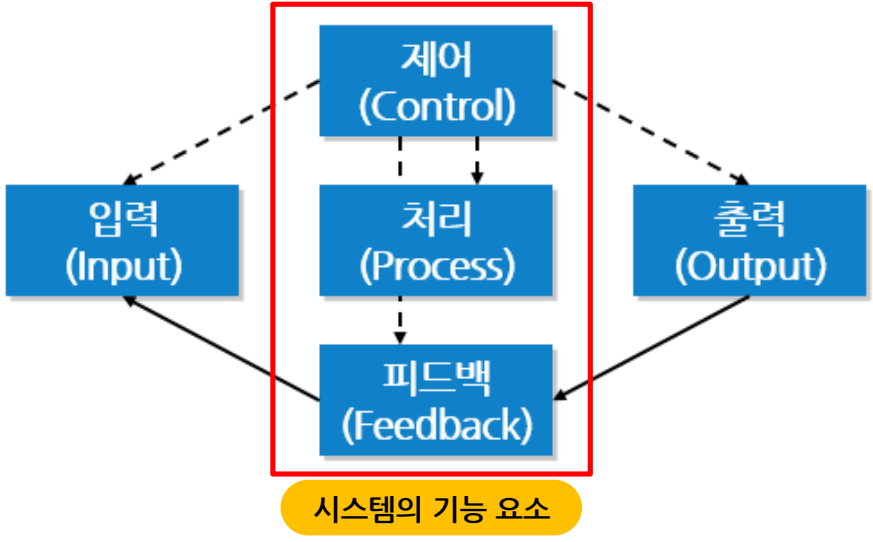 제어
(Control)
입력
(Input)
처리
(Process)
출력
(Output)
피드백
(Feedback)
시스템의 기능 요소